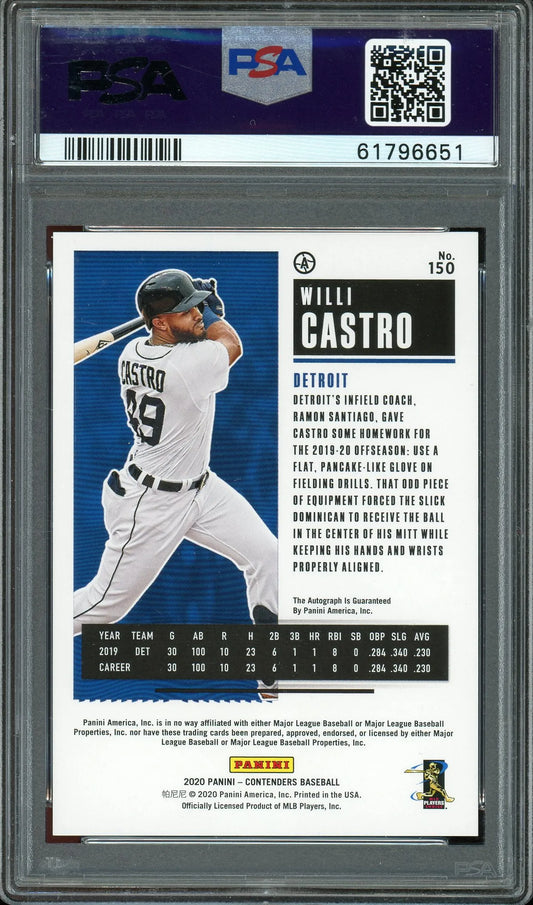 PSA
PSA
61796651
No.
150
WILLI
CASTRO
DETROIT
DETROIT'S INFIELD COACH,
RAMON SANTIAGO, GAVE
CASTRO SOME HOMEWORK FOR
THE 2019-20 OFFSEASON: USE A
FLAT, PANCAKE-LIKE GLOVE ON
FIELDING DRILLS. THAT ODD PIECE
OF EQUIPMENT FORCED THE SLICK
DOMINICAN TO RECEIVE THE BALL
IN THE CENTER OF HIS MITT WHILE
KEEPING HIS HANDS AND WRISTS
PROPERLY ALIGNED.
CASTRO
49
The Autograph Is Guaranteed
By Panini America, Inc.
YEAR TEAM G AB R H 2B 3B HR RBI SB OBP SLG AVG
2019 DET 30 100 10 23 6 1 1 8 0 .284 .340 .230
CAREER 30 100 10 23 6 1 1 8 0 .284 .340 .230
Panini America, Inc. is in no way affiliated with either Major League Baseball or Major League Baseball
Properties, Inc. nor have these trading cards been prepared, approved, endorsed, or licensed by either Major
League Baseball or Major League Baseball Properties, Inc.
PANINI
2020 PANINI – CONTENDERS BASEBALL
帕尼尼 © 2020 Panini America, Inc. Printed in the USA.
Officially Licensed Product of MLB Players, Inc.
PLAYERS
PSA